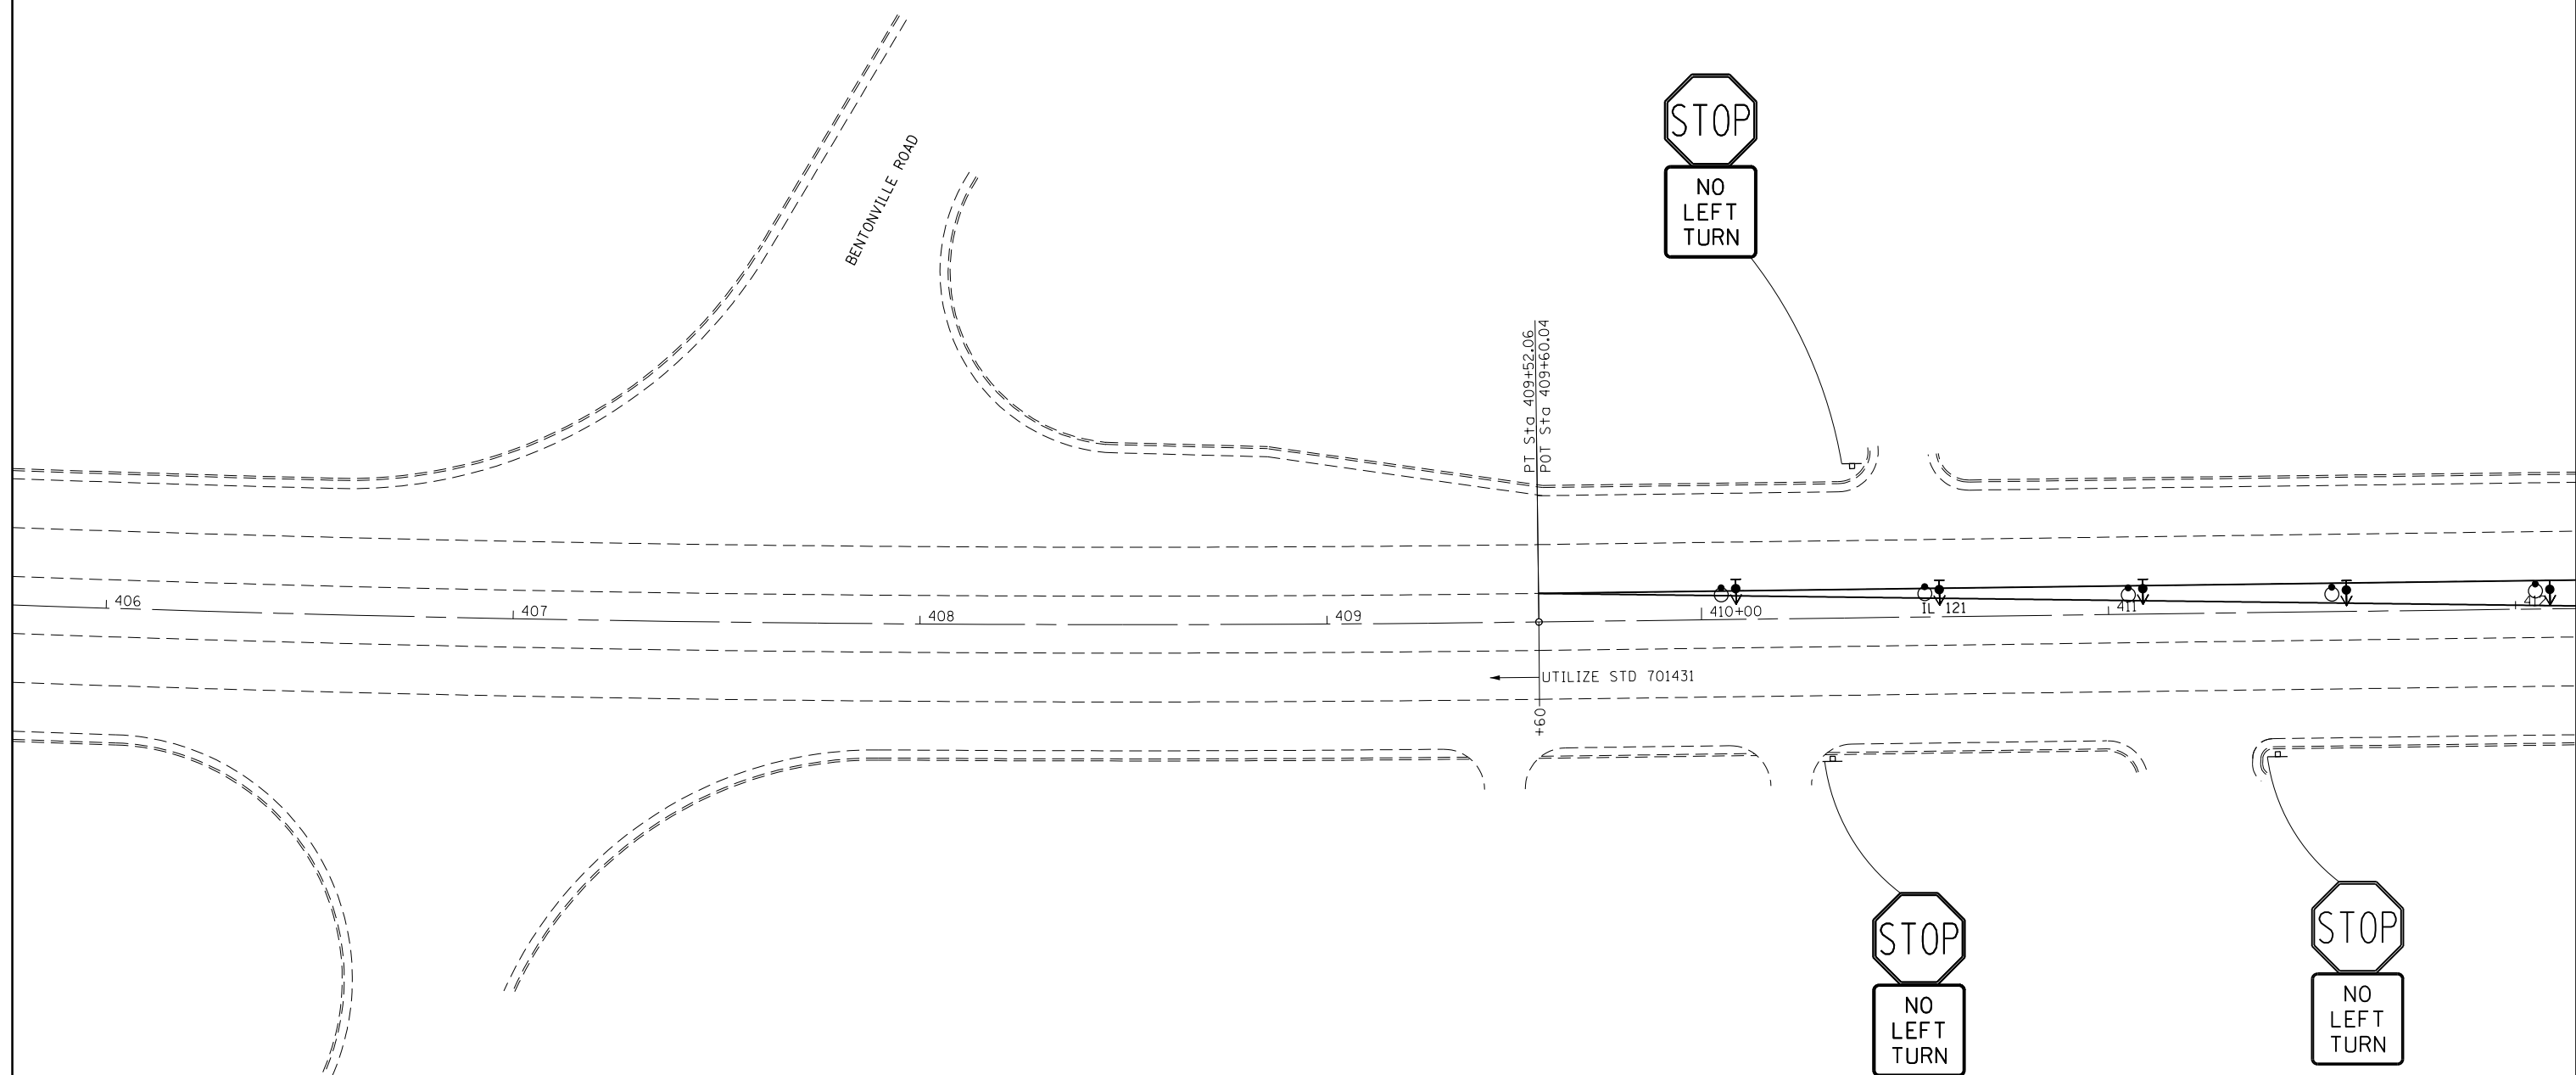 STOP
NO
LEFT
TURN
BENTONVILLE ROAD
PT Sta 409+52.06
POT Sta 409+60.04
406
407
408
409
410+00
IL 121
411
412
UTILIZE STD 701431
+60
STOP
NO
LEFT
TURN
STOP
NO
LEFT
TURN